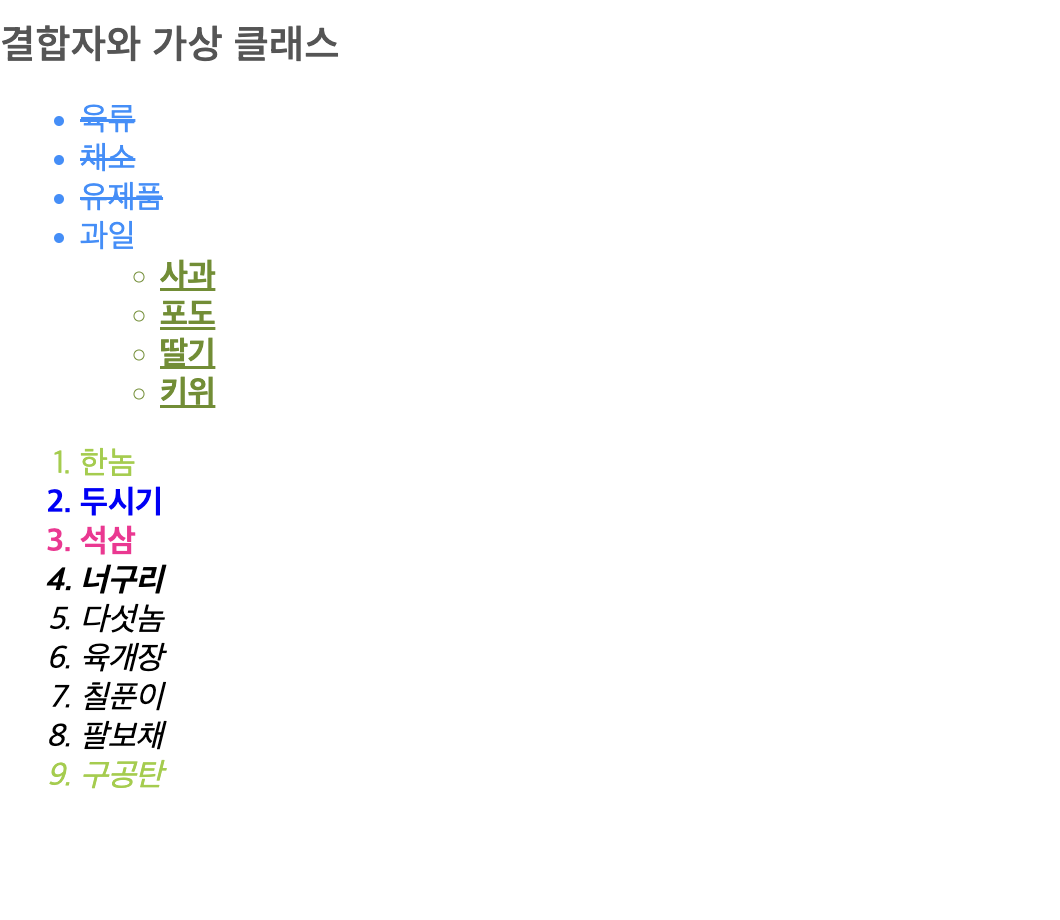 결합자와 가상 클래스
육류
채소
유제품
과일
사과
포도
딸기
키위
1. 한놈
2. 두시기
3. 석삼
4. 너구리
5. 다섯놈
6. 육개장
7. 칠푼이
8. 팔보채
9. 구공탄